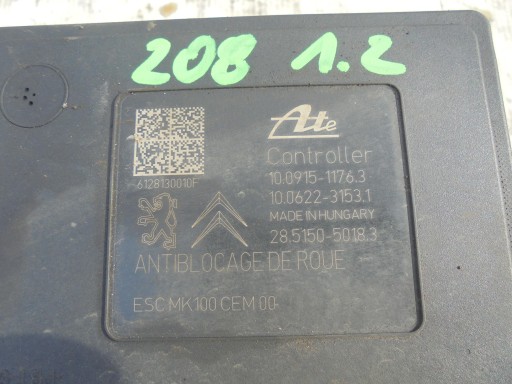 208 1.2
Ate
Controller
6128130010F
10.0915-1176.3
10.0622-3153.1
MADE IN HUNGARY
28.5150-5018.3
ANTIBLOCAGE DE ROUE
ESC MK100 CEM 00